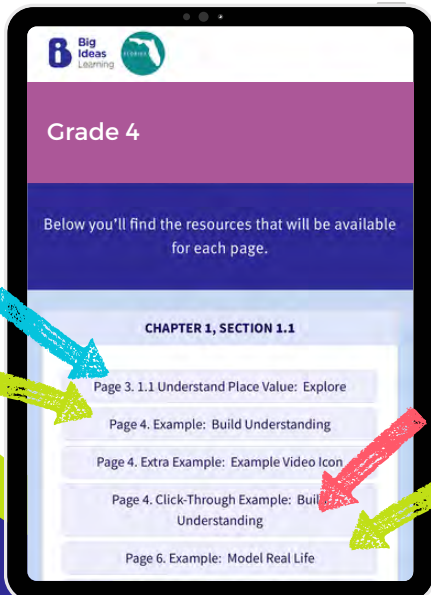 Big
Ideas
Learning
FLORIDA
Grade 4
Below you'll find the resources that will be available
for each page.
CHAPTER 1, SECTION 1.1
Page 3. 1.1 Understand Place Value: Explore
Page 4. Example: Build Understanding
Page 4. Extra Example: Example Video Icon
Page 4. Click-Through Example:
Understanding
Page 6. Example: Model Real Life